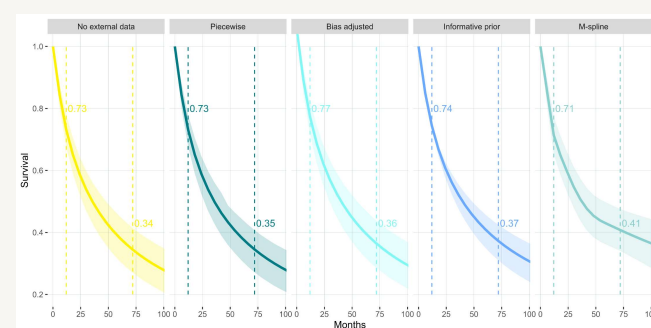 No external data Piecewise Bias adjusted Informative prior M-spline
1.0
0.8
0.73 0.73 0.77 0.74 0.71
0.6
0.4
0.34 0.35 0.36 0.37 0.41
0.2
Survival
0 25 50 75 100 0 25 50 75 100 0 25 50 75 100 0 25 50 75 100 0 25 50 75
Months